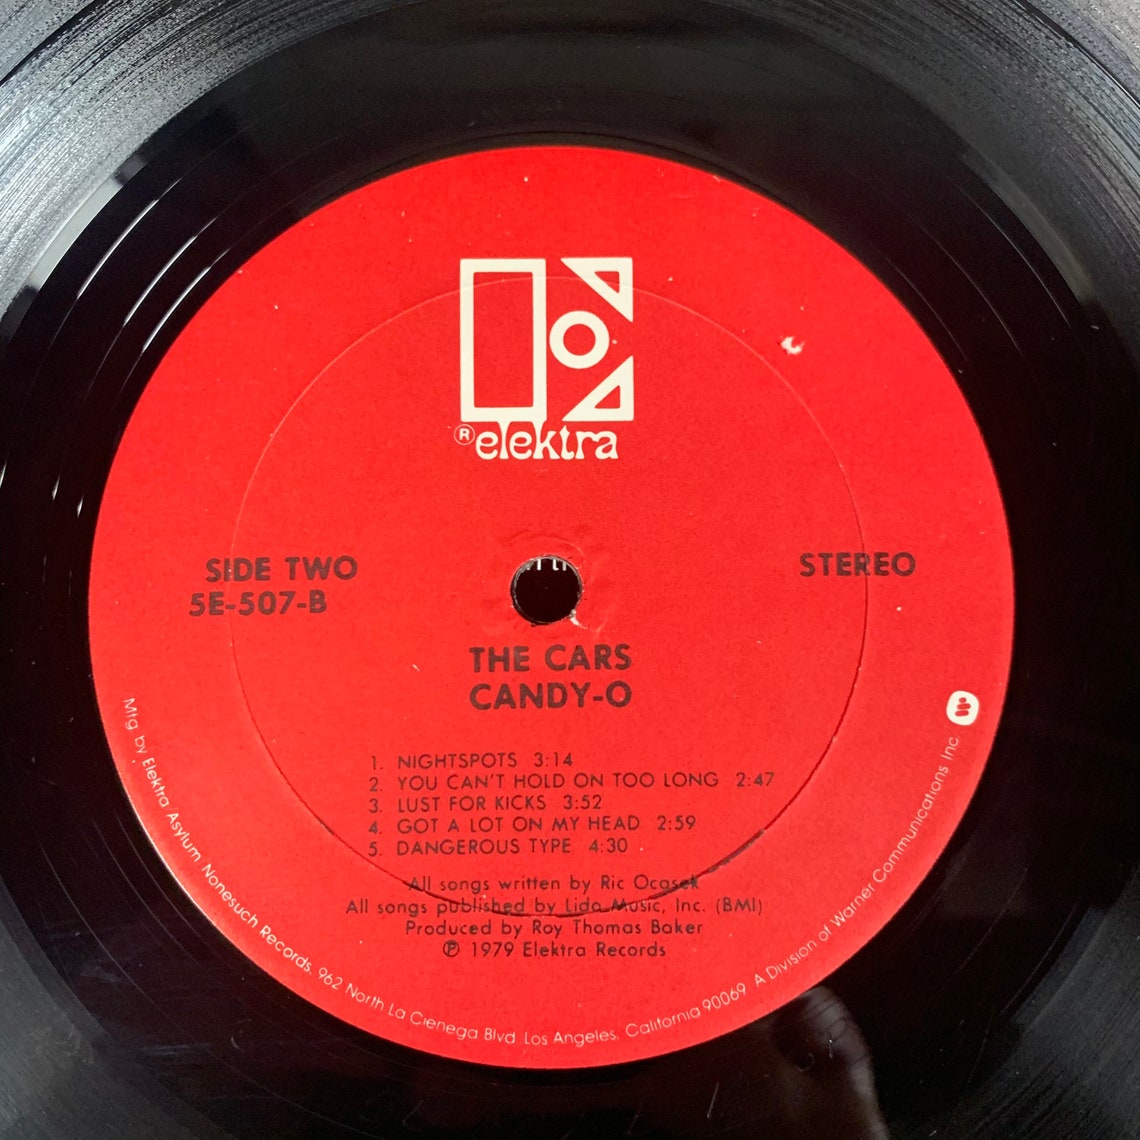 ® elektra
SIDE TWO
5E-507-B
STEREO
THE CARS
CANDY-O
1. NIGHTSPOTS 3:14
2. YOU CAN'T HOLD ON TOO LONG 2:47
3. LUST FOR KICKS 3:52
4. GOT A LOT ON MY HEAD 2:59
5. DANGEROUS TYPE 4:30
All songs written by Ric Ocasek
All songs published by Lido Music, Inc. (BMI)
Produced by Roy Thomas Baker
℗ 1979 Elektra Records
Mfg. by Elektra Asylum Nonesuch Records, 962 North La Cienega Blvd. Los Angeles, California 90069 A Division of Warner Communications Inc.